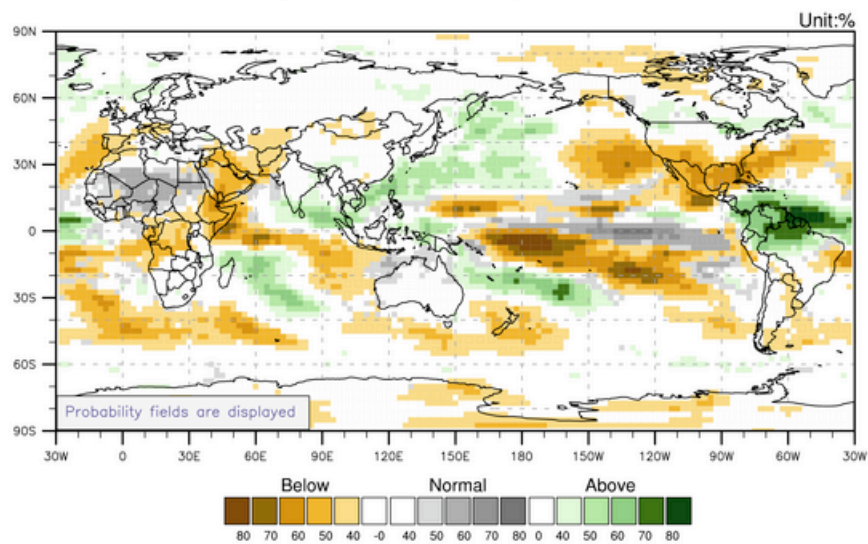 Unit:%
90N
60N
30N
0
30S
60S
90S
Probability fields are displayed
30W 0 30E 60E 90E 120E 150E 180 150W 120W 90W 60W 30W
Below Normal Above
80 70 60 50 40 -0 40 50 60 70 80 0 40 50 60 70 80